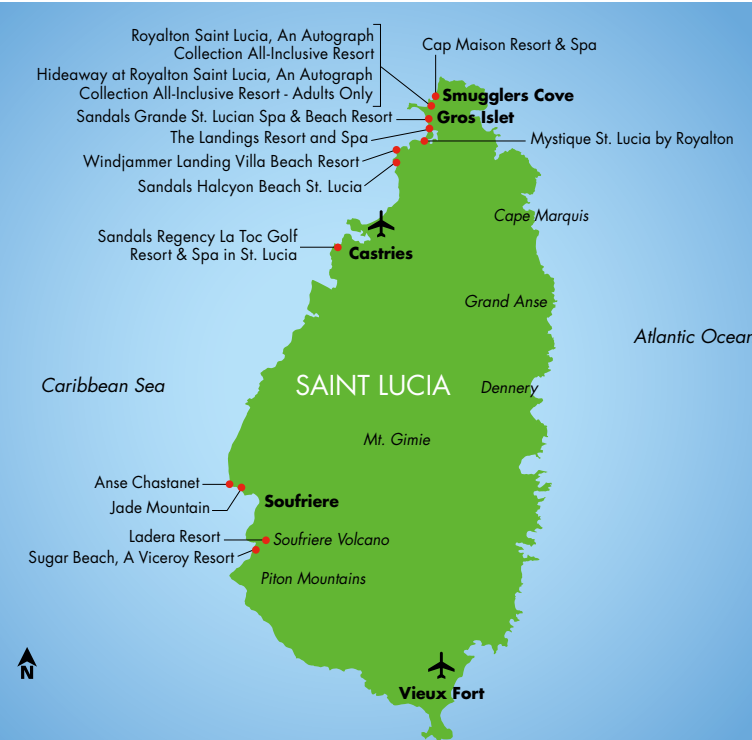 Royalton Saint Lucia, An Autograph
Collection All-Inclusive Resort
Hideaway at Royalton Saint Lucia, An Autograph
Collection All-Inclusive Resort - Adults Only
Cap Maison Resort & Spa
Smugglers Cove
Sandals Grande St. Lucian Spa & Beach Resort
Gros Islet
The Landings Resort and Spa
Mystique St. Lucia by Royalton
Windjammer Landing Villa Beach Resort
Sandals Halcyon Beach St. Lucia
Cape Marquis
Sandals Regency La Toc Golf
Resort & Spa in St. Lucia
Castries
Grand Anse
Atlantic Ocean
Caribbean Sea
SAINT LUCIA
Dennery
Mt. Gimie
Anse Chastanet
Jade Mountain
Soufriere
Ladera Resort
Soufriere Volcano
Sugar Beach, A Viceroy Resort
Piton Mountains
N
Vieux Fort